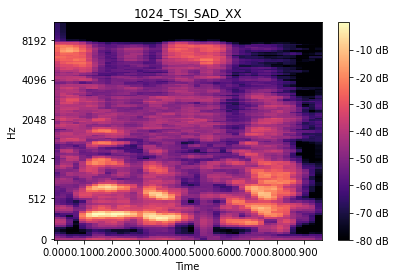 1024_TSI_SAD_XX
8192
4096
2048
1024
512
0
Hz
0.0000.1000.2000.3000.4000.5000.6000.7000.8000.900
Time
-10 dB
-20 dB
-30 dB
-40 dB
-50 dB
-60 dB
-70 dB
-80 dB